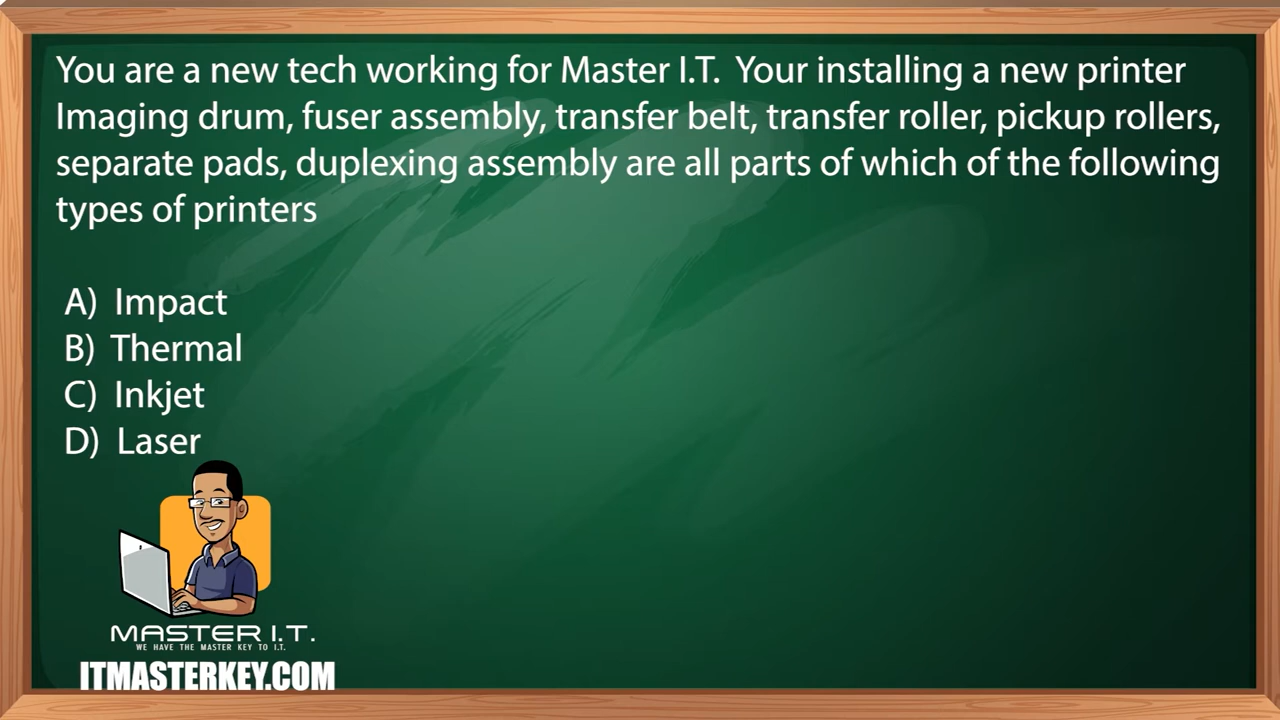 You are a new tech working for Master I.T. Your installing a new printer
Imaging drum, fuser assembly, transfer belt, transfer roller, pickup rollers,
separate pads, duplexing assembly are all parts of which of the following
types of printers
A) Impact
B) Thermal
C) Inkjet
D) Laser
MASTER I.T.
WE HAVE THE MASTER KEY TO I.T.
ITMASTERKEY.COM